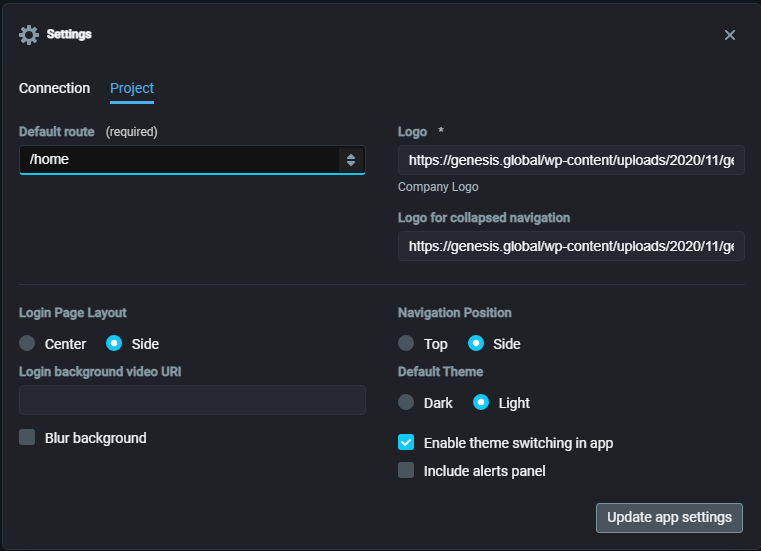 Settings
Connection
Project
Default route (required)
/home
Logo *
https://genesis.global/wp-content/uploads/2020/11/ge
Company Logo
Logo for collapsed navigation
https://genesis.global/wp-content/uploads/2020/11/ge
Login Page Layout
Center
Side
Login background video URI
Blur background
Navigation Position
Top
Side
Default Theme
Dark
Light
Enable theme switching in app
Include alerts panel
Update app settings